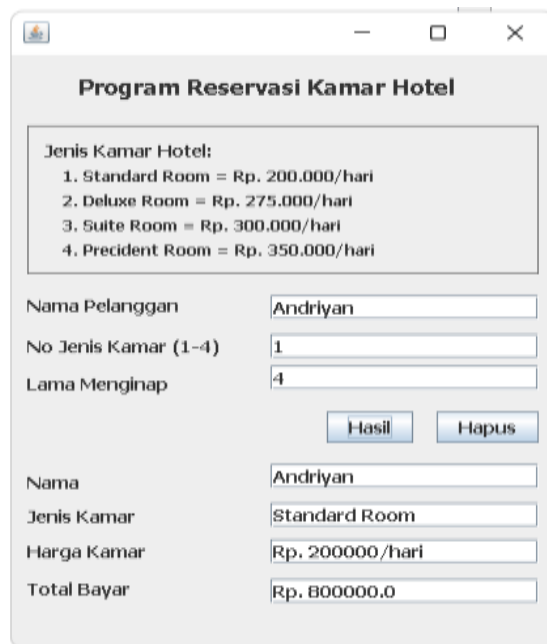 Program Reservasi Kamar Hotel
Jenis Kamar Hotel:
1. Standard Room = Rp. 200.000/hari
2. Deluxe Room = Rp. 275.000/hari
3. Suite Room = Rp. 300.000/hari
4. Precident Room = Rp. 350.000/hari
Nama Pelanggan Andriyan
No Jenis Kamar (1-4) 1
Lama Menginap 4
Hasil Hapus
Nama Andriyan
Jenis Kamar Standard Room
Harga Kamar Rp. 200000/hari
Total Bayar Rp. 800000.0